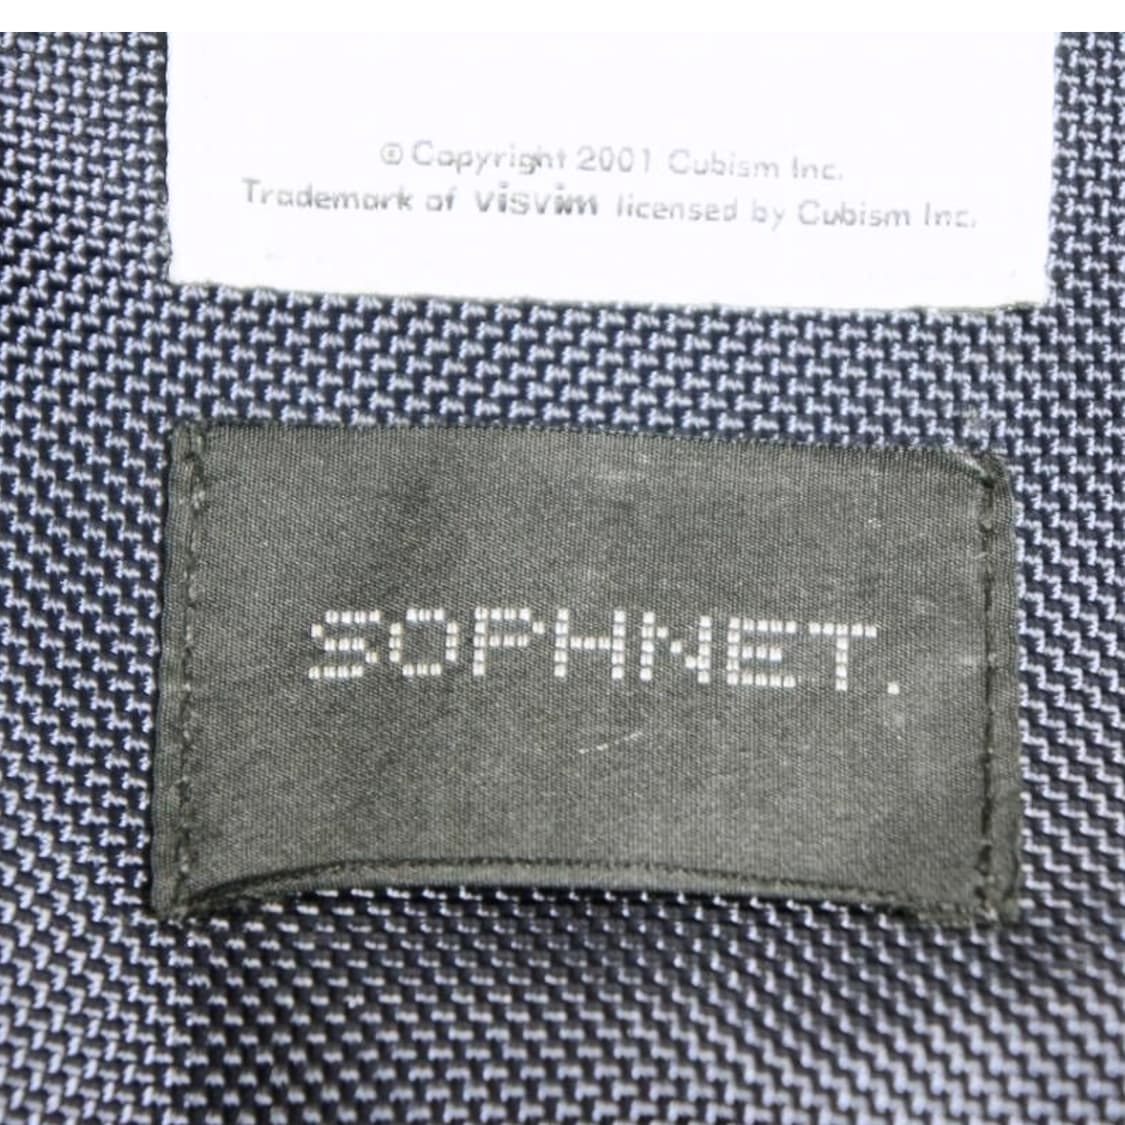 © Copyright 2001 Cubism Inc.
Trademark of visvim licensed by Cubism Inc.
SOPHNET.